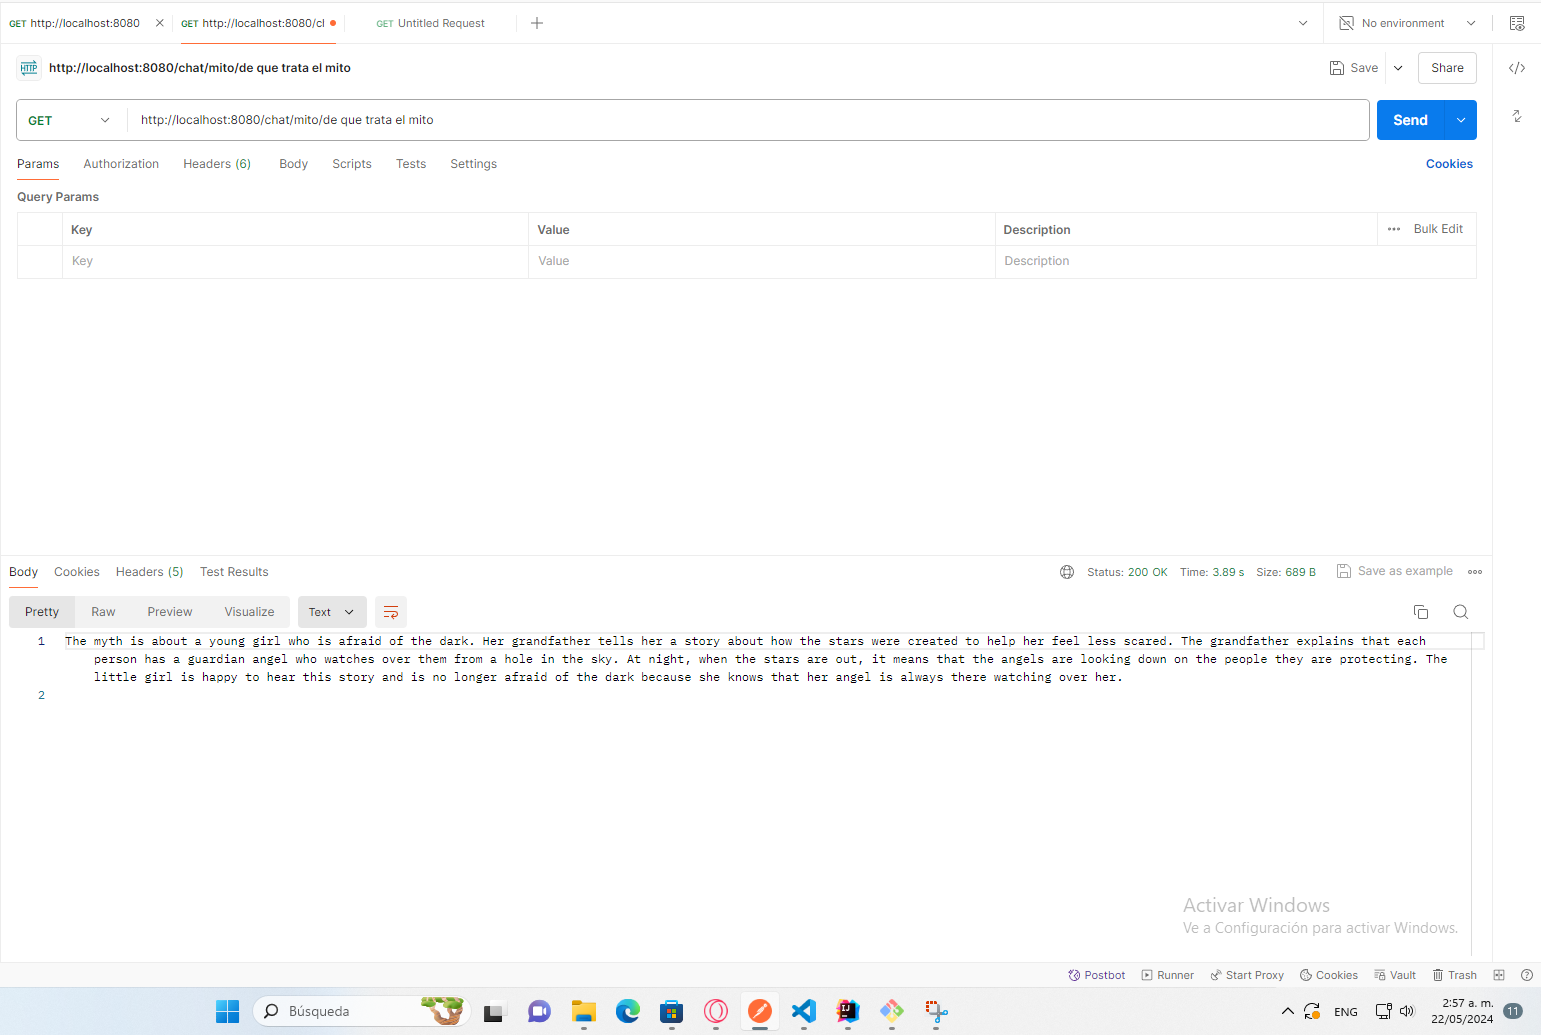 GET http://localhost:8080
GET http://localhost:8080/cl
GET Untitled Request
No environment
HTTP http://localhost:8080/chat/mito/de que trata el mito
Save
Share
GET http://localhost:8080/chat/mito/de que trata el mito
Send
Params Authorization Headers (6) Body Scripts Tests Settings
Cookies
Query Params
Key Value Description Bulk Edit
Key Value Description
Body Cookies Headers (5) Test Results
Status: 200 OK Time: 3.89 s Size: 689 B Save as example
Pretty Raw Preview Visualize Text
1 The myth is about a young girl who is afraid of the dark. Her grandfather tells her a story about how the stars were created to help her feel less scared. The grandfather explains that each
person has a guardian angel who watches over them from a hole in the sky. At night, when the stars are out, it means that the angels are looking down on the people they are protecting. The
little girl is happy to hear this story and is no longer afraid of the dark because she knows that her angel is always there watching over her.
2
Activar Windows
Ve a Configuración para activar Windows.
Postbot Runner Start Proxy Cookies Vault Trash
Búsqueda
ENG
2:57 a. m.
22/05/2024
11